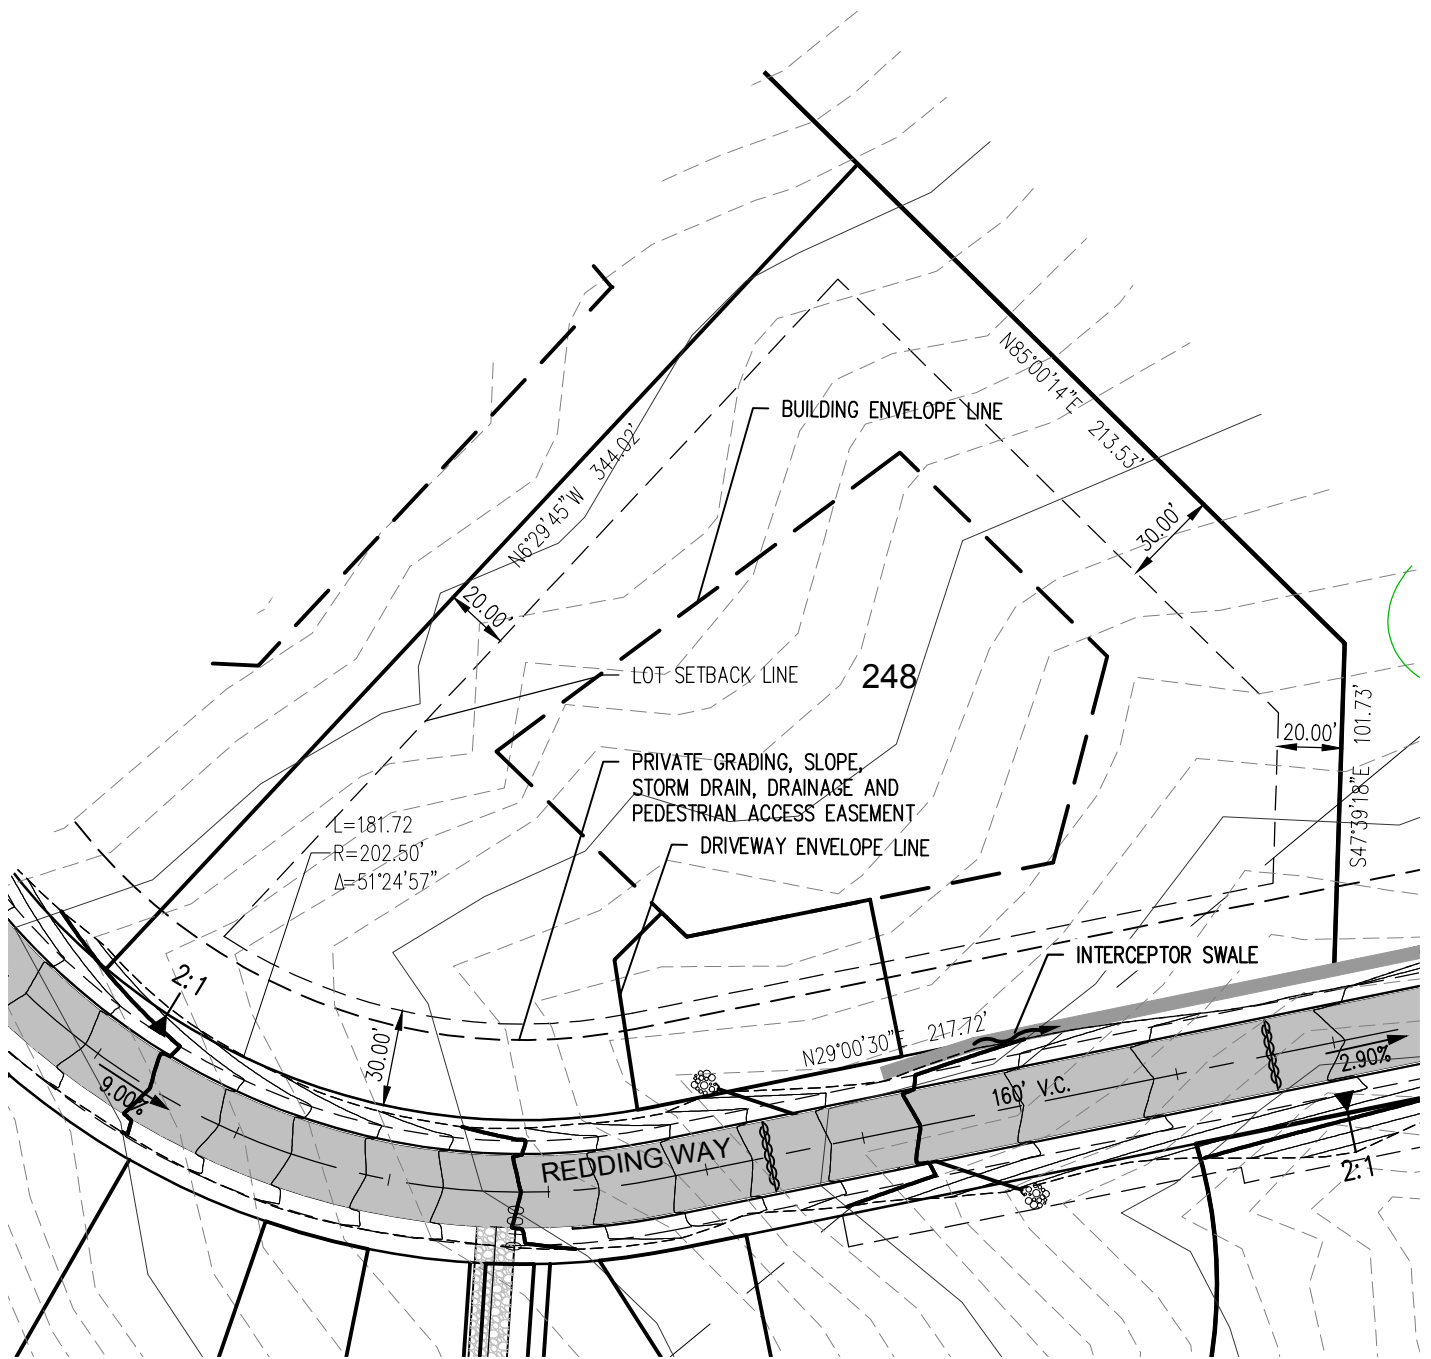 N85°00'14"E 213.53'
BUILDING ENVELOPE LINE
N6°29'45"W 344.02'
30.00'
20.00'
LOT SETBACK LINE
248
S47°39'18"E 101.73'
20.00'
PRIVATE GRADING, SLOPE,
STORM DRAIN, DRAINAGE AND
PEDESTRIAN ACCESS EASEMENT
L=181.72
R=202.50'
Δ=51°24'57"
DRIVEWAY ENVELOPE LINE
INTERCEPTOR SWALE
2:1
30.00'
N29°00'30"E 217.72'
9.00%
160' V.C.
2.90%
REDDING WAY
2:1